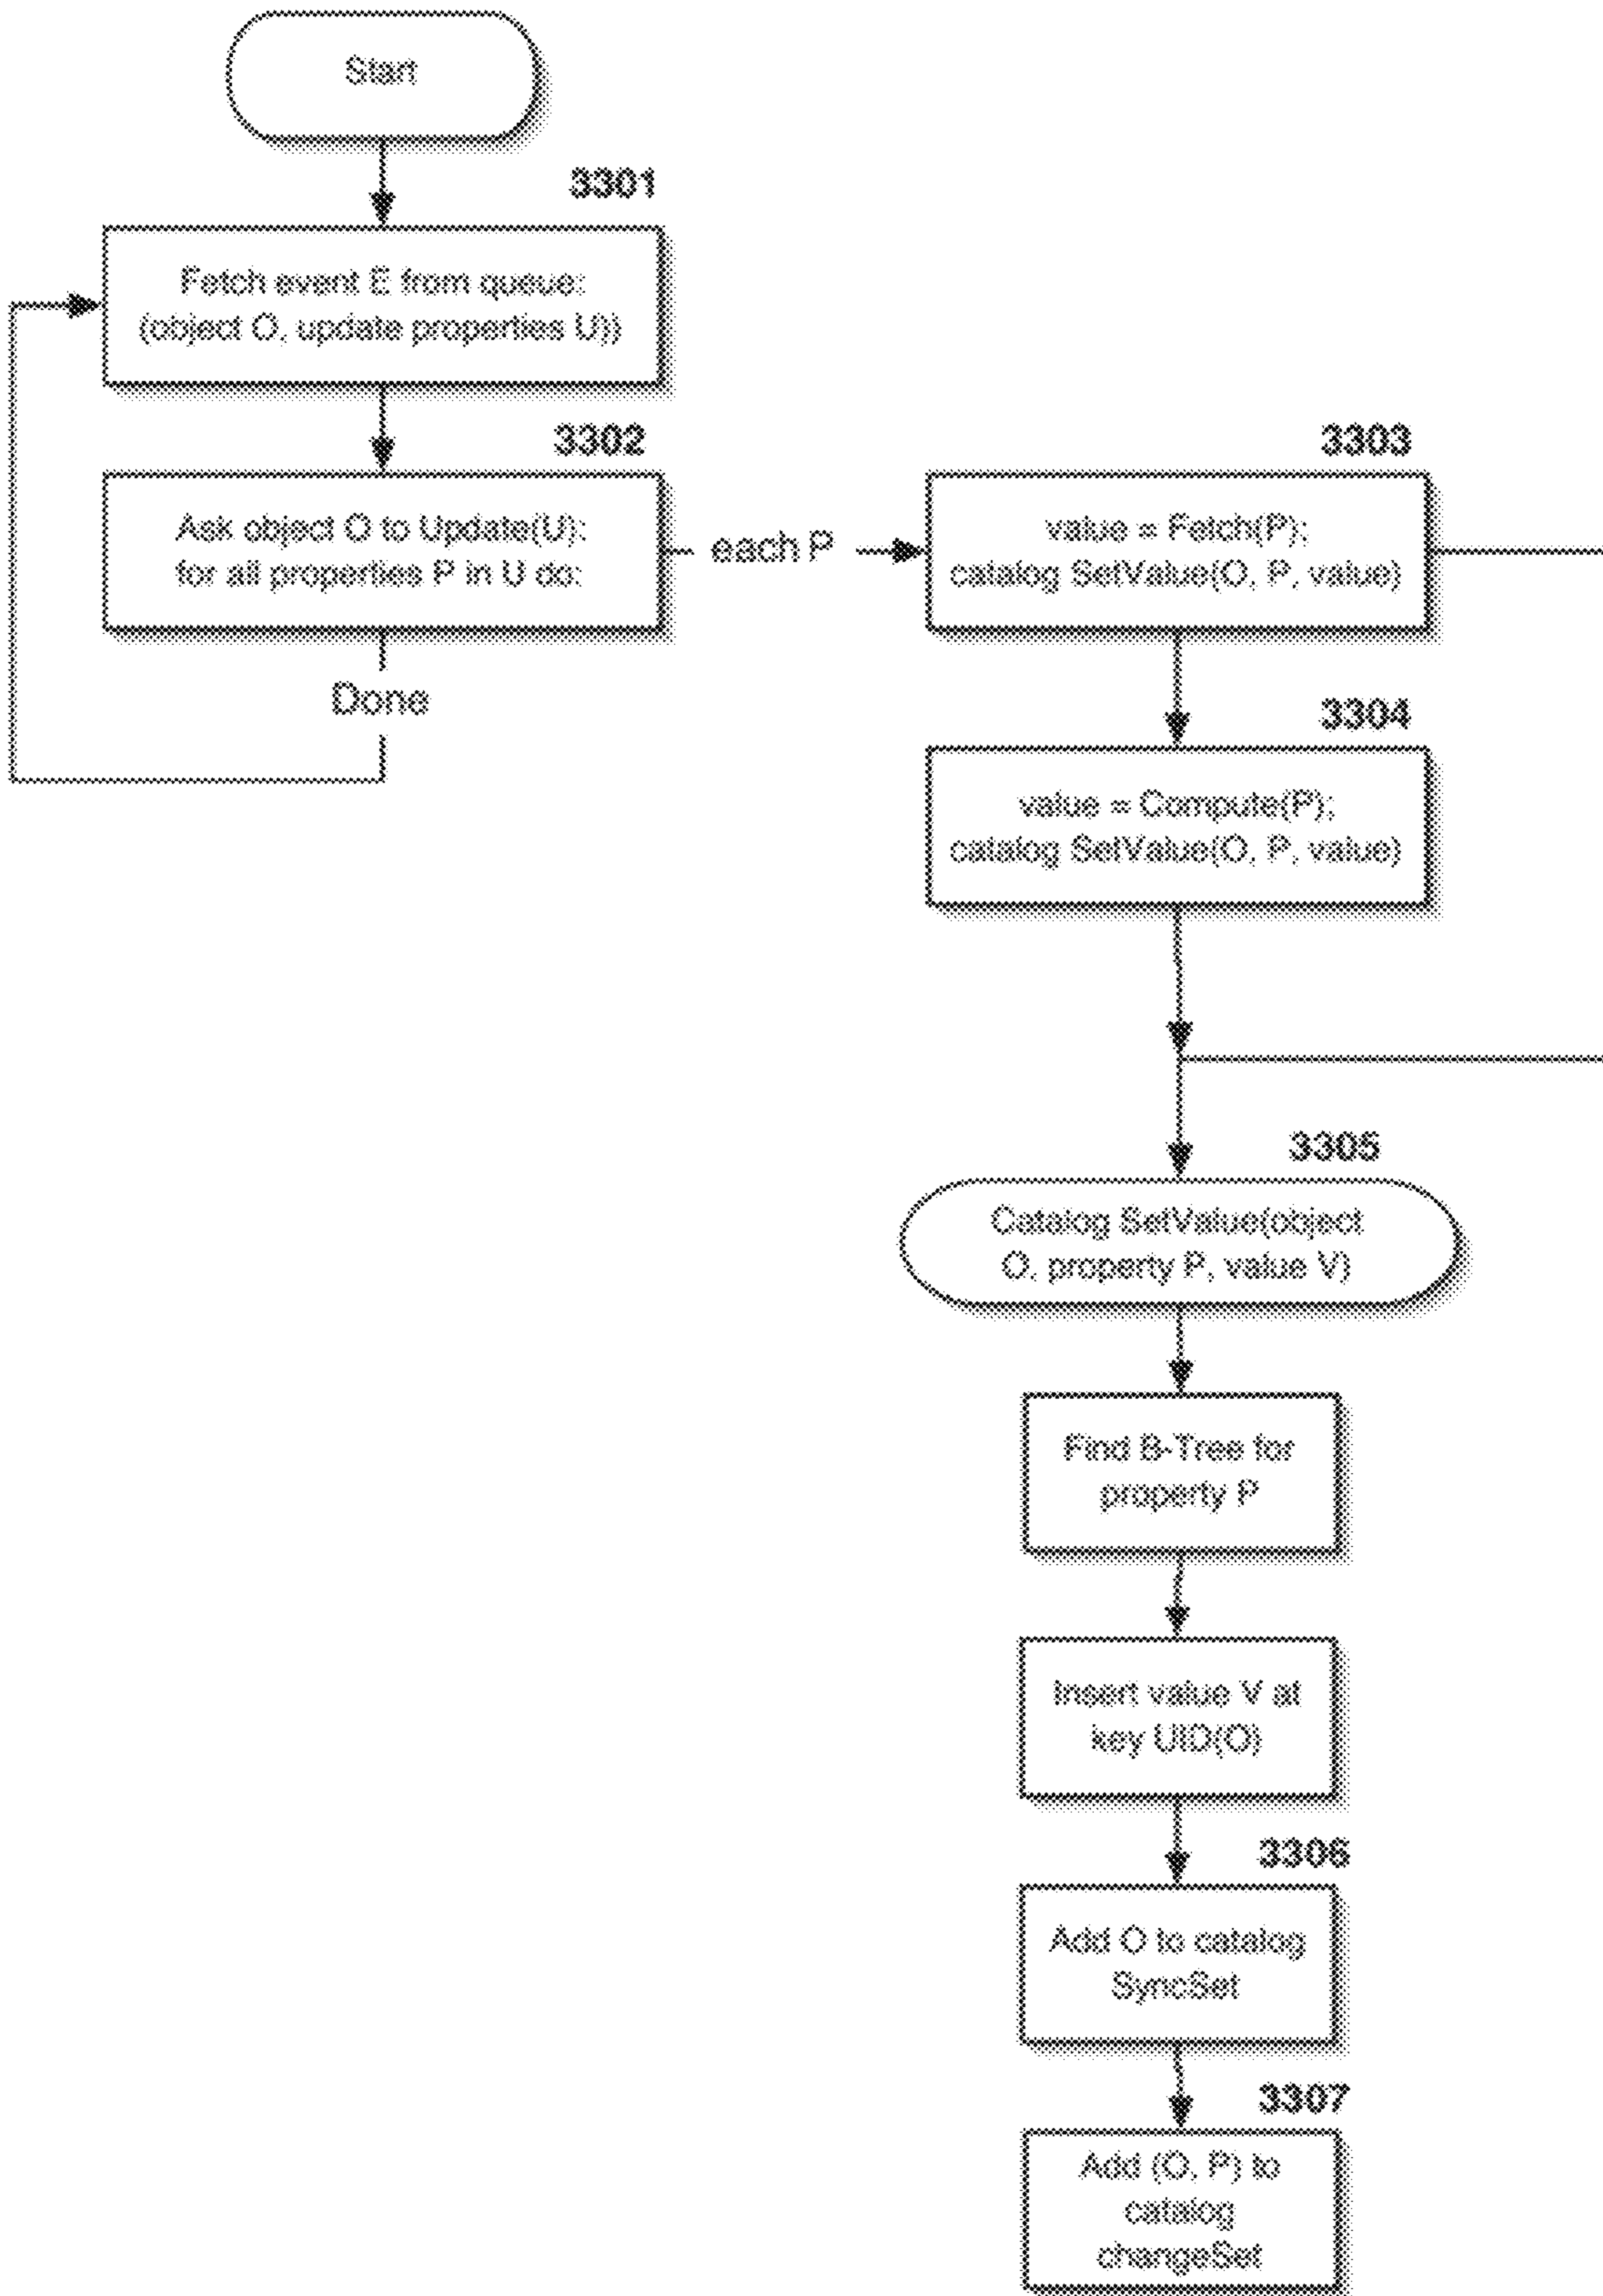 Start
3301
Fetch event E from queue:
(object O, update properties U))
3302
Ask object O to Update(U):
for all properties P in U do:
Done
each P
3303
value = Fetch(P);
catalog SetValue(O, P, value)
3304
value = Compute(P);
catalog SetValue(O, P, value)
3305
Catalog SetValue(object
O, property P, value V)
Find B-Tree for
property P
Insert value V at
key UID(O)
3306
Add O to catalog
SyncSet
3307
Add (O, P) to
catalog
changeSet